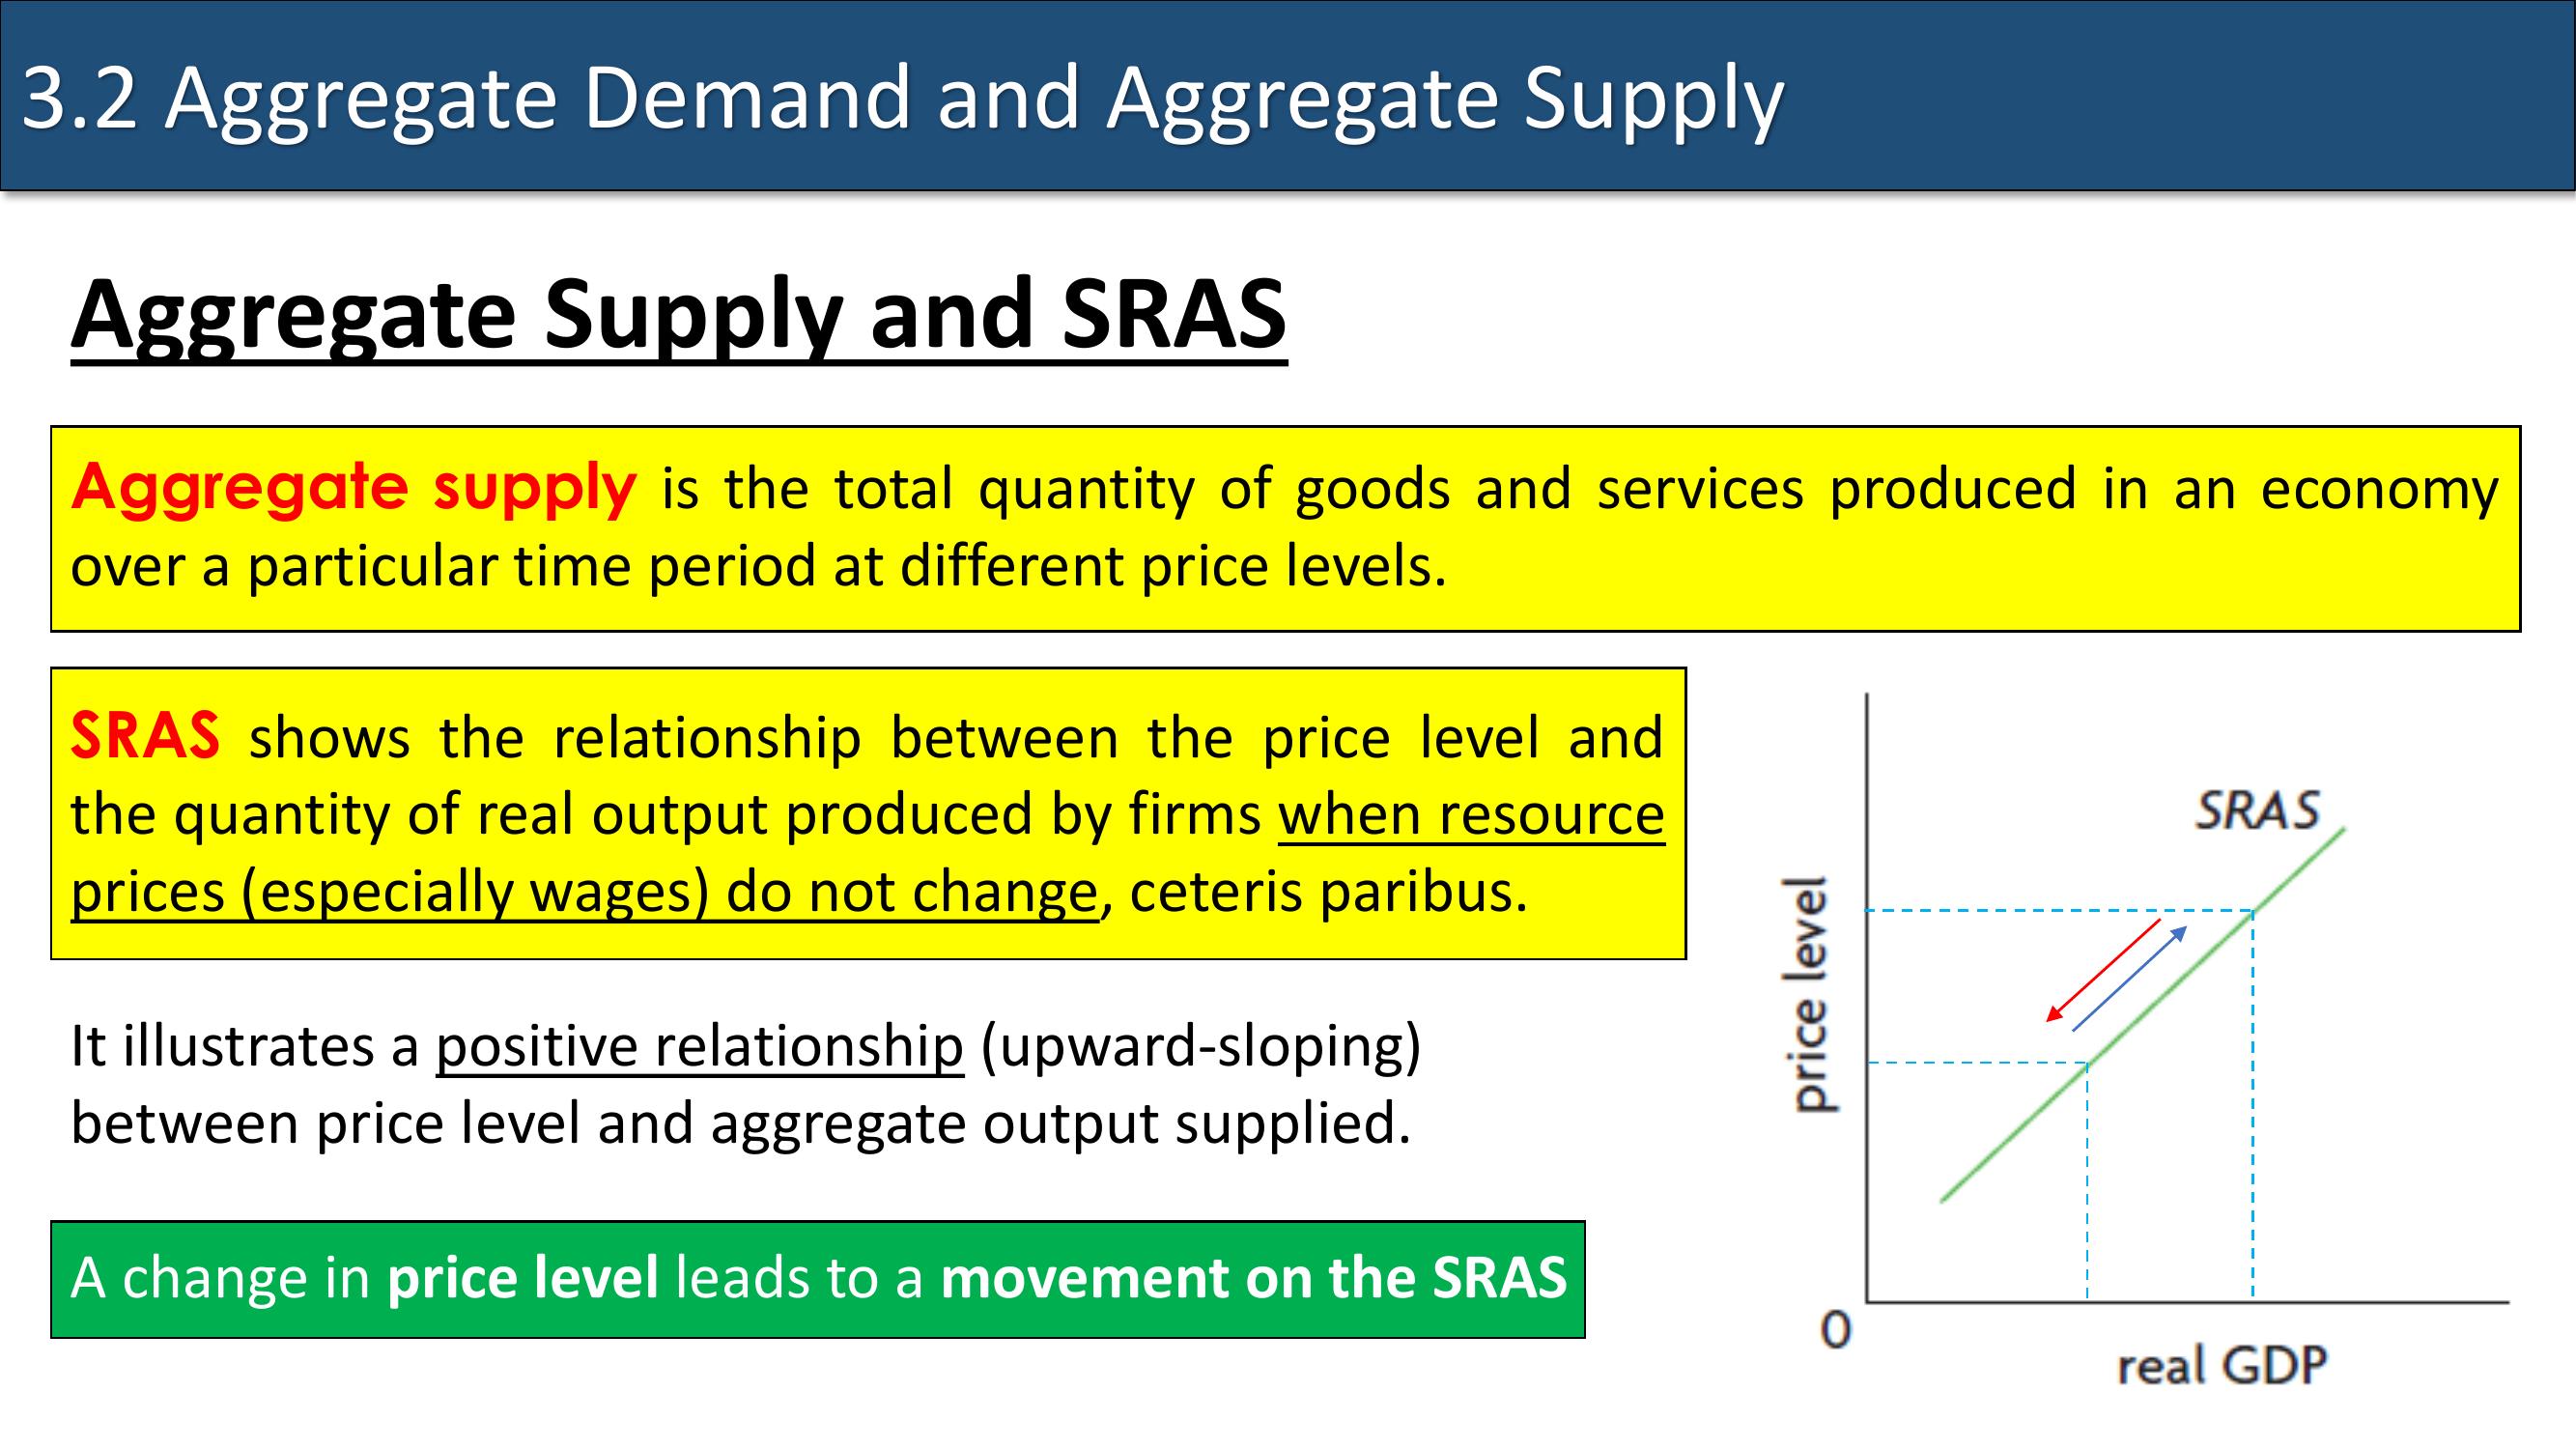 3.2 Aggregate Demand and Aggregate Supply
Aggregate Supply and SRAS
Aggregate supply is the total quantity of goods and services produced in an economy
over a particular time period at different price levels.
SRAS shows the relationship between the price level and
the quantity of real output produced by firms when resource
prices (especially wages) do not change, ceteris paribus.
It illustrates a positive relationship (upward-sloping)
between price level and aggregate output supplied.
A change in price level leads to a movement on the SRAS
SRAS
price level
0
real GDP